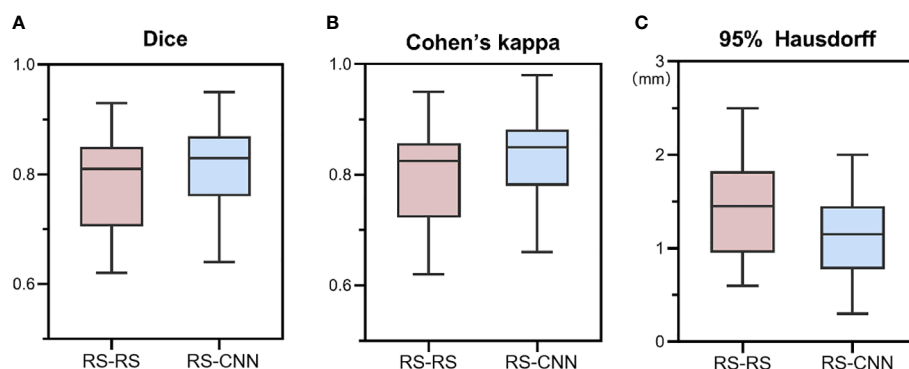 A
Dice
1.0
0.8
0.6
RS-RS
RS-CNN
B
Cohen's kappa
1.0
0.8
0.6
RS-RS
RS-CNN
C
95% Hausdorff
3
(mm)
2
1
0
RS-RS
RS-CNN